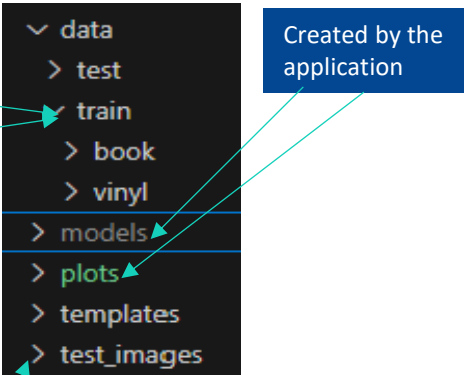 data
test
train
book
vinyl
models
plots
templates
test_images
Created by the
application